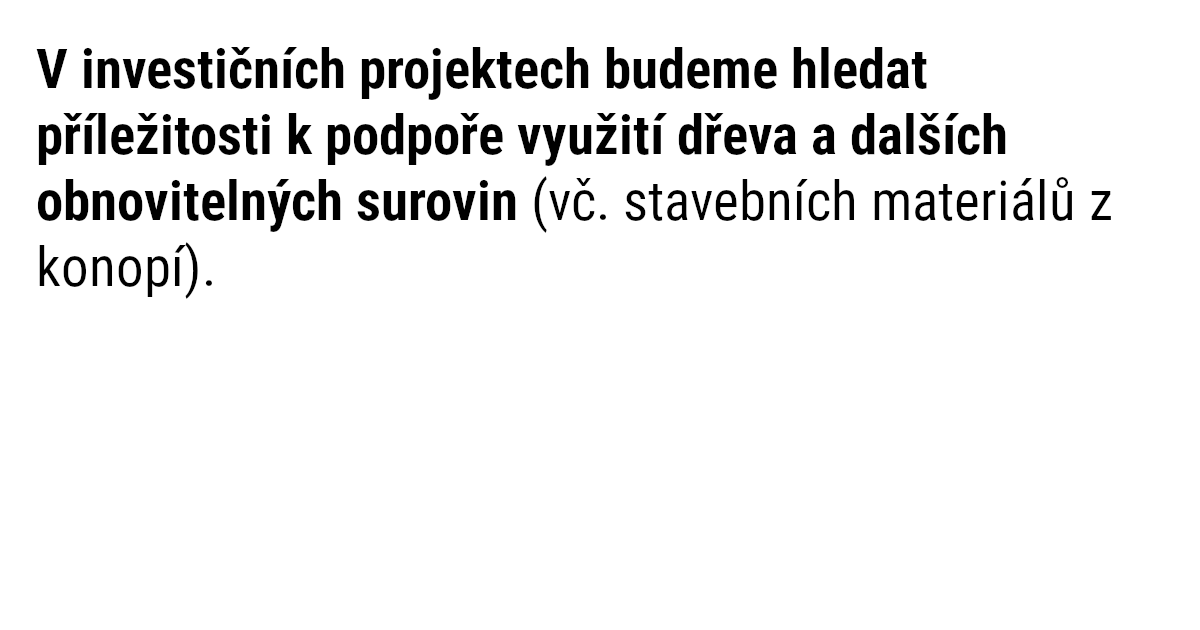 V investičních projektech budeme hledat
příležitosti k podpoře využití dřeva a dalších
obnovitelných surovin (vč. stavebních materiálů z
konopí).